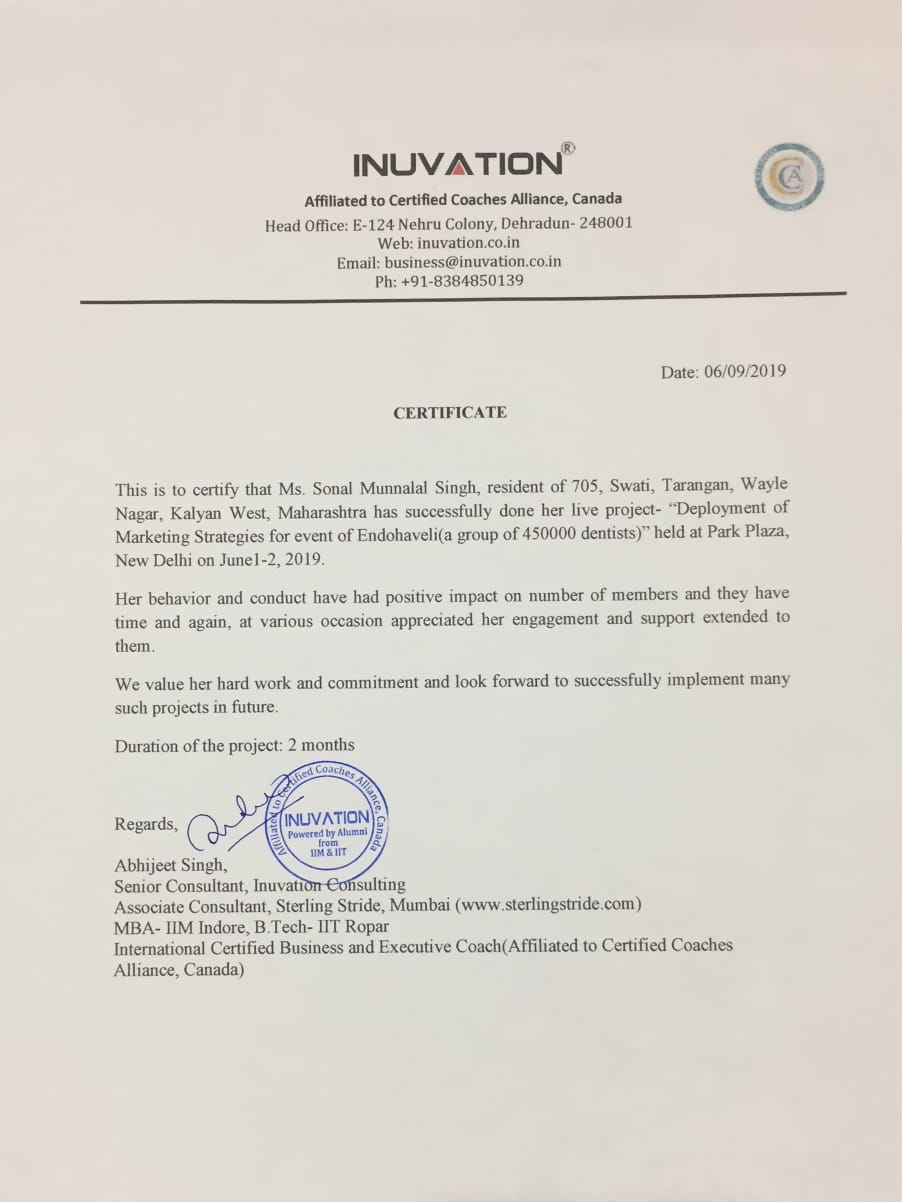 INUVATION®
Affiliated to Certified Coaches Alliance, Canada
Head Office: E-124 Nehru Colony, Dehradun- 248001
Web: inuvation.co.in
Email: business@inuvation.co.in
Ph: +91-8384850139
CCA
Date: 06/09/2019
CERTIFICATE
This is to certify that Ms. Sonal Munnalal Singh, resident of 705, Swati, Tarangan, Wayle
Nagar, Kalyan West, Maharashtra has successfully done her live project- “Deployment of
Marketing Strategies for event of Endohaveli(a group of 450000 dentists)” held at Park Plaza,
New Delhi on June1-2, 2019.
Her behavior and conduct have had positive impact on number of members and they have
time and again, at various occasion appreciated her engagement and support extended to
them.
We value her hard work and commitment and look forward to successfully implement many
such projects in future.
Duration of the project: 2 months
Affiliated to Certified Coaches Alliance, Canada
INUVATION
Powered by Alumni
from
IIM & IIT
Regards,
Abhijeet Singh,
Senior Consultant, Inuvation Consulting
Associate Consultant, Sterling Stride, Mumbai (www.sterlingstride.com)
MBA- IIM Indore, B.Tech- IIT Ropar
International Certified Business and Executive Coach(Affiliated to Certified Coaches
Alliance, Canada)